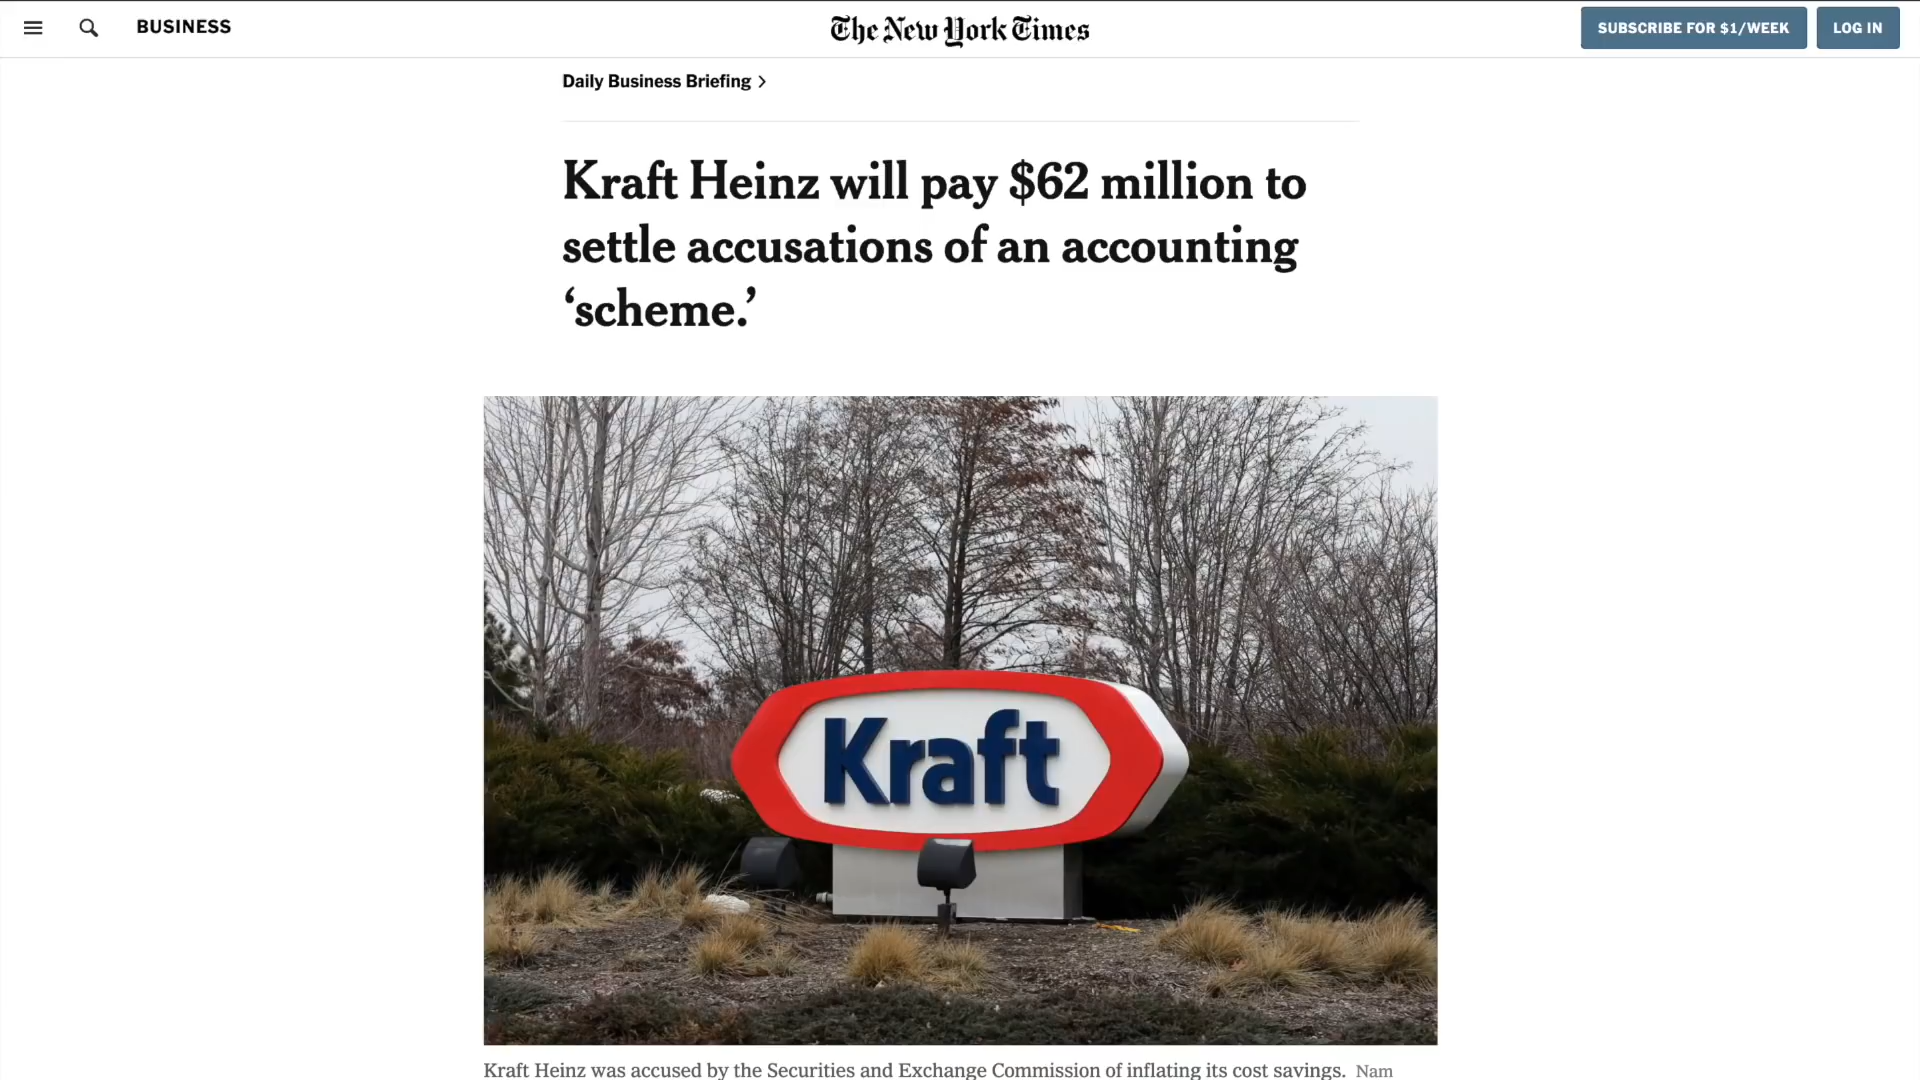 BUSINESS
The New York Times
SUBSCRIBE FOR $1/WEEK
LOG IN
Daily Business Briefing >
Kraft Heinz will pay $62 million to
settle accusations of an accounting
‘scheme.’
Kraft
Kraft Heinz was accused by the Securities and Exchange Commission of inflating its cost savings. Nam